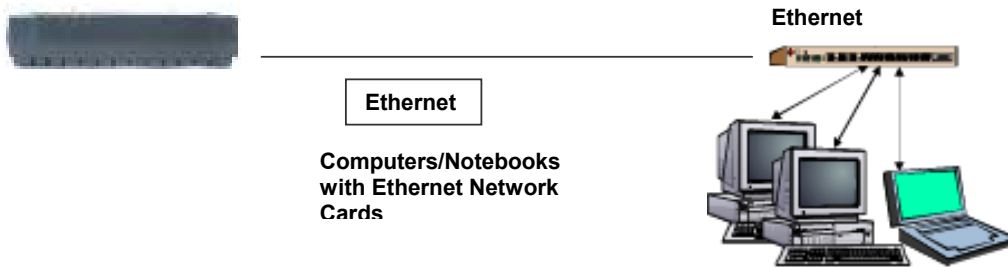 Ethernet
Ethernet
Computers/Notebooks
with Ethernet Network
Cards